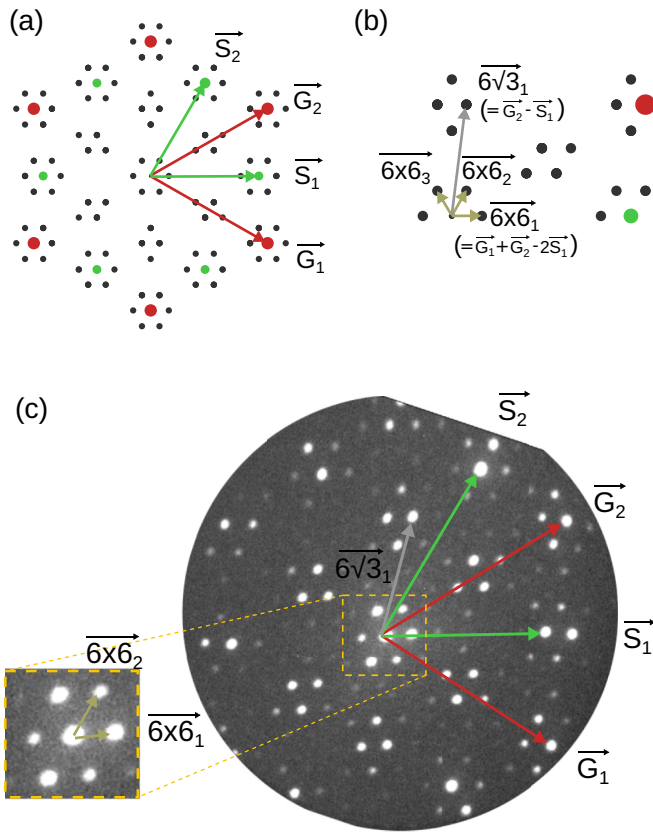 (a)
S₂
G₂
S₁
G₁
(b)
6√3₁
(=G₂-S₁)
6x6₃
6x6₂
6x6₁
(=G₁+G₂-2S₁)
(c)
S₂
G₂
6√3₁
S₁
6x6₂
6x6₁
G₁